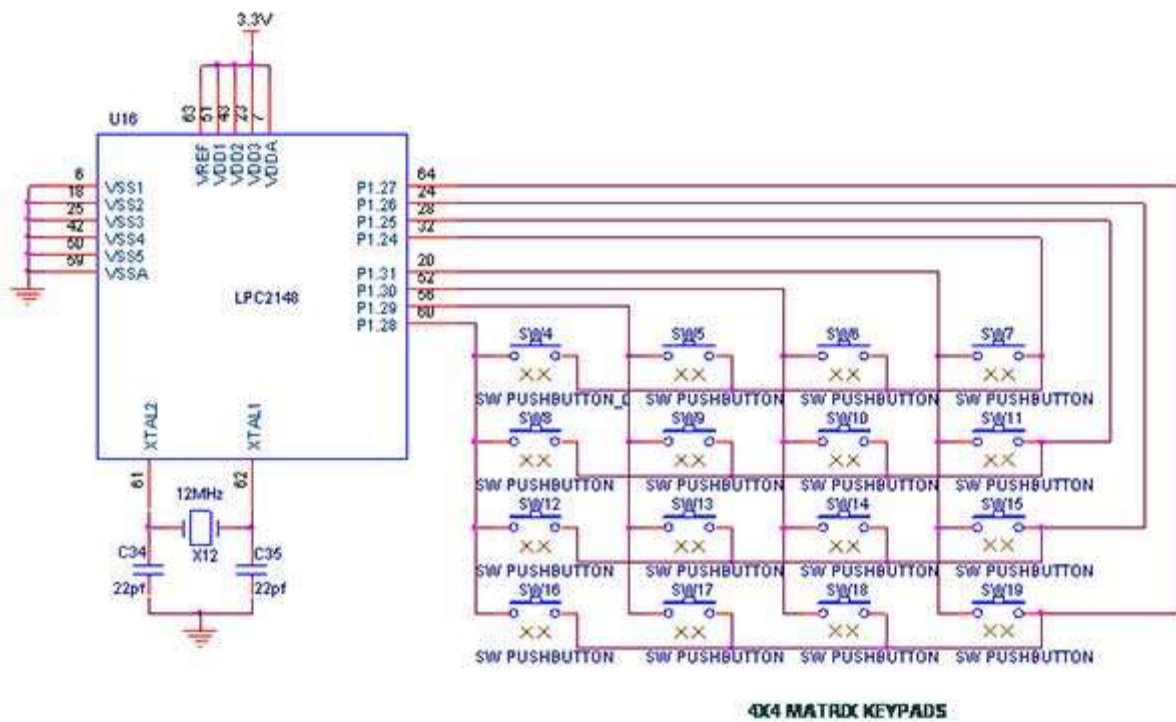 3.3V
U16
63
51
43
23
7
VREF
VDD1
VDD2
VDD3
VDDA
6
VSS1
18
VSS2
25
VSS3
42
VSS4
50
VSS5
59
VSSA
P1.27
64
P1.26
24
P1.25
28
P1.24
32
P1.31
20
P1.30
52
P1.29
56
P1.28
60
LPC2148
XTAL2
XTAL1
61
62
12MHz
X12
C34
22pf
C35
22pf
SW4 SW5 SW6 SW7
SW PUSHBUTTON_ SW PUSHBUTTON SW PUSHBUTTON SW PUSHBUTTON
SW8 SW9 SW10 SW11
SW PUSHBUTTON SW PUSHBUTTON SW PUSHBUTTON SW PUSHBUTTON
SW12 SW13 SW14 SW15
SW PUSHBUTTON SW PUSHBUTTON SW PUSHBUTTON SW PUSHBUTTON
SW16 SW17 SW18 SW19
SW PUSHBUTTON SW PUSHBUTTON SW PUSHBUTTON SW PUSHBUTTON
4X4 MATRIX KEYPADS